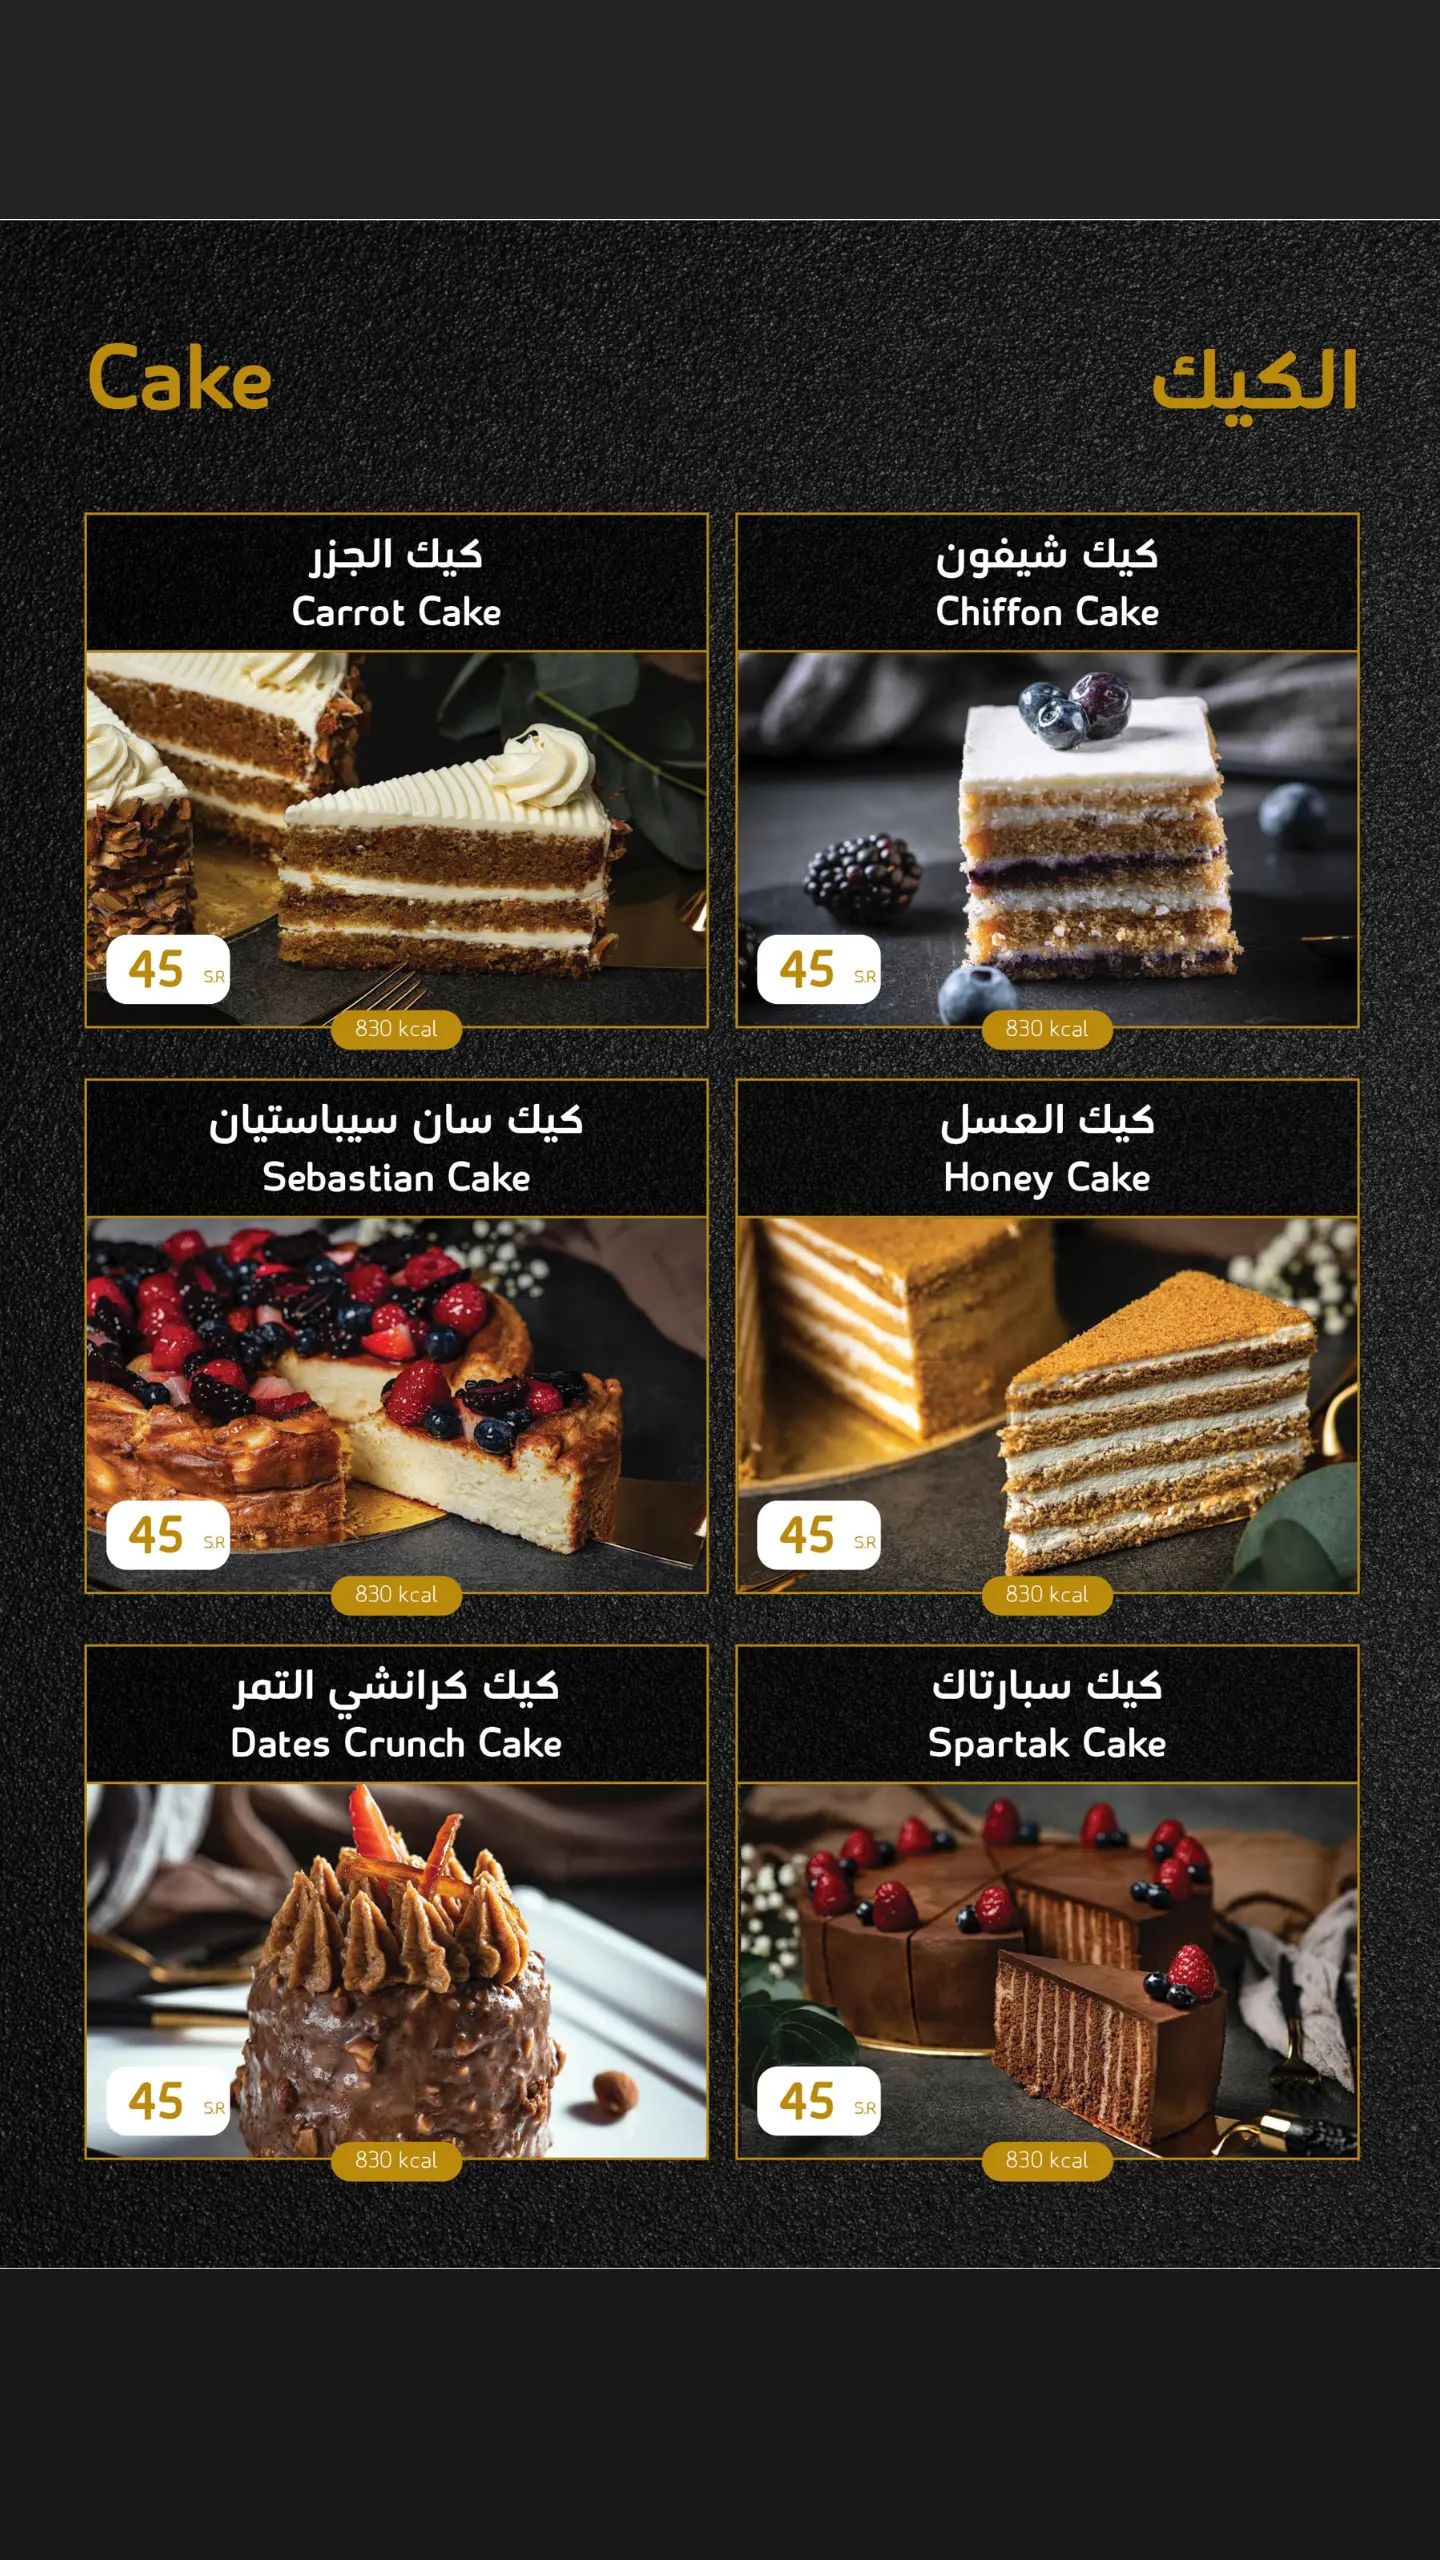 Cake
الكيك
كيك الجزر
Carrot Cake
45 S.R
830 kcal
كيك شيفون
Chiffon Cake
45 S.R
830 kcal
كيك سان سيباستيان
Sebastian Cake
45 S.R
830 kcal
كيك العسل
Honey Cake
45 S.R
830 kcal
كيك كرانشي التمر
Dates Crunch Cake
45 S.R
830 kcal
كيك سبارتاك
Spartak Cake
45 S.R
830 kcal